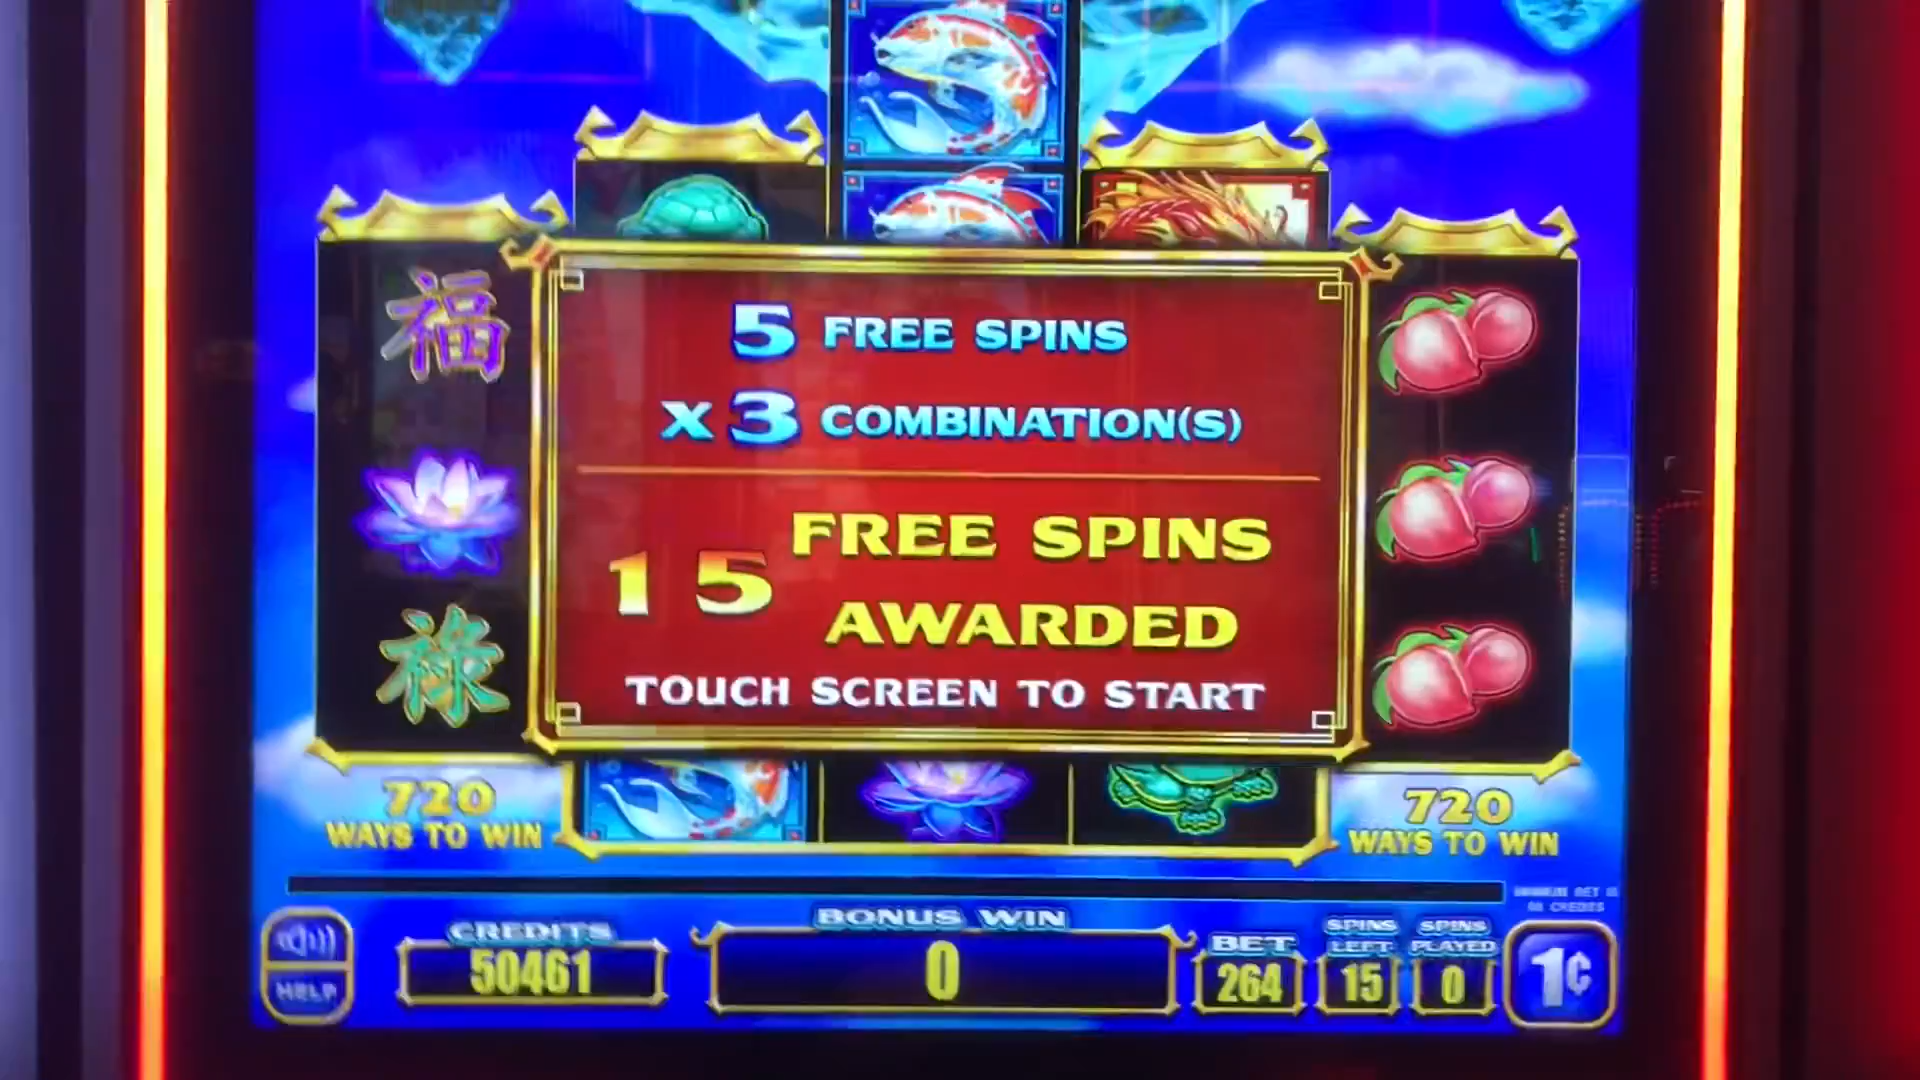 福
禄
5 FREE SPINS
x 3 COMBINATION(S)
15 FREE SPINS
AWARDED
TOUCH SCREEN TO START
720
WAYS TO WIN
720
WAYS TO WIN
HELP
CREDITS
50461
BONUS WIN
0
BET
264
SPINS
LEFT
15
SPINS
PLAYED
0
1¢